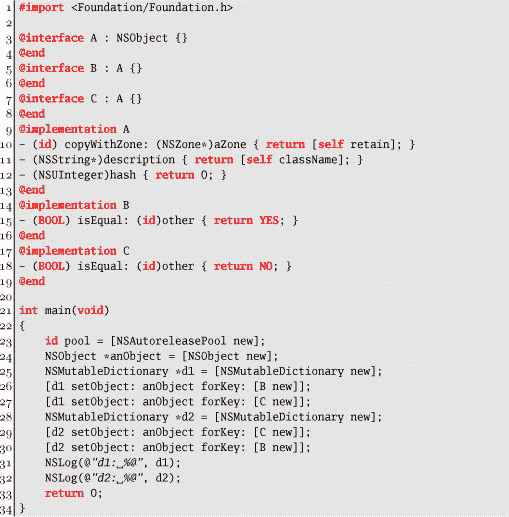 1 #import <Foundation/Foundation.h>
2
3 @interface A : NSObject {}
4 @end
5 @interface B : A {}
6 @end
7 @interface C : A {}
8 @end
9 @implementation A
10 - (id) copyWithZone: (NSZone*)aZone { return [self retain]; }
11 - (NSString*)description { return [self className]; }
12 - (NSUInteger)hash { return 0; }
13 @end
14 @implementation B
15 - (BOOL) isEqual: (id)other { return YES; }
16 @end
17 @implementation C
18 - (BOOL) isEqual: (id)other { return NO; }
19 @end
20
21 int main(void)
22 {
23     id pool = [NSAutoreleasePool new];
24     NSObject *anObject = [NSObject new];
25     NSMutableDictionary *d1 = [NSMutableDictionary new];
26     [d1 setObject: anObject forKey: [B new]];
27     [d1 setObject: anObject forKey: [C new]];
28     NSMutableDictionary *d2 = [NSMutableDictionary new];
29     [d2 setObject: anObject forKey: [C new]];
30     [d2 setObject: anObject forKey: [B new]];
31     NSLog(@"d1:␣%@", d1);
32     NSLog(@"d2:␣%@", d2);
33     return 0;
34 }